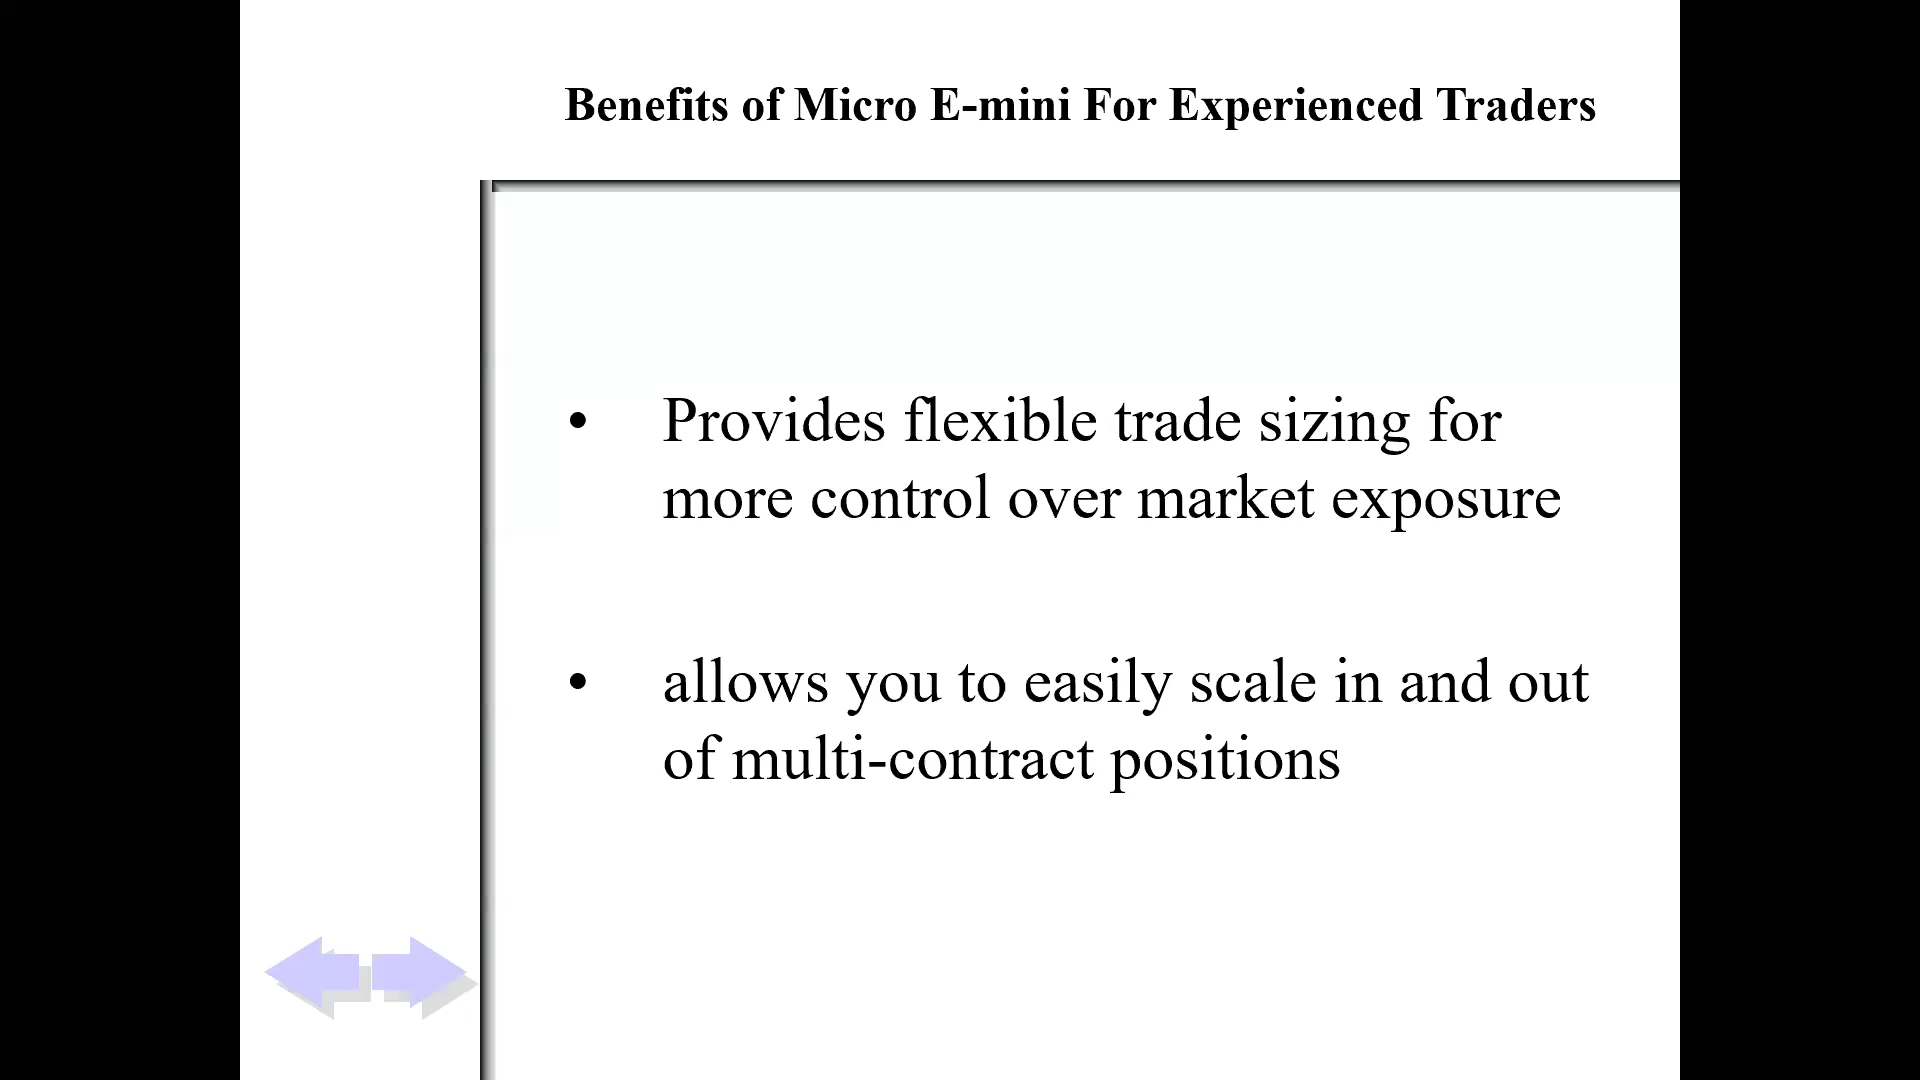 Benefits of Micro E-mini For Experienced Traders
• Provides flexible trade sizing for
more control over market exposure
• allows you to easily scale in and out
of multi-contract positions